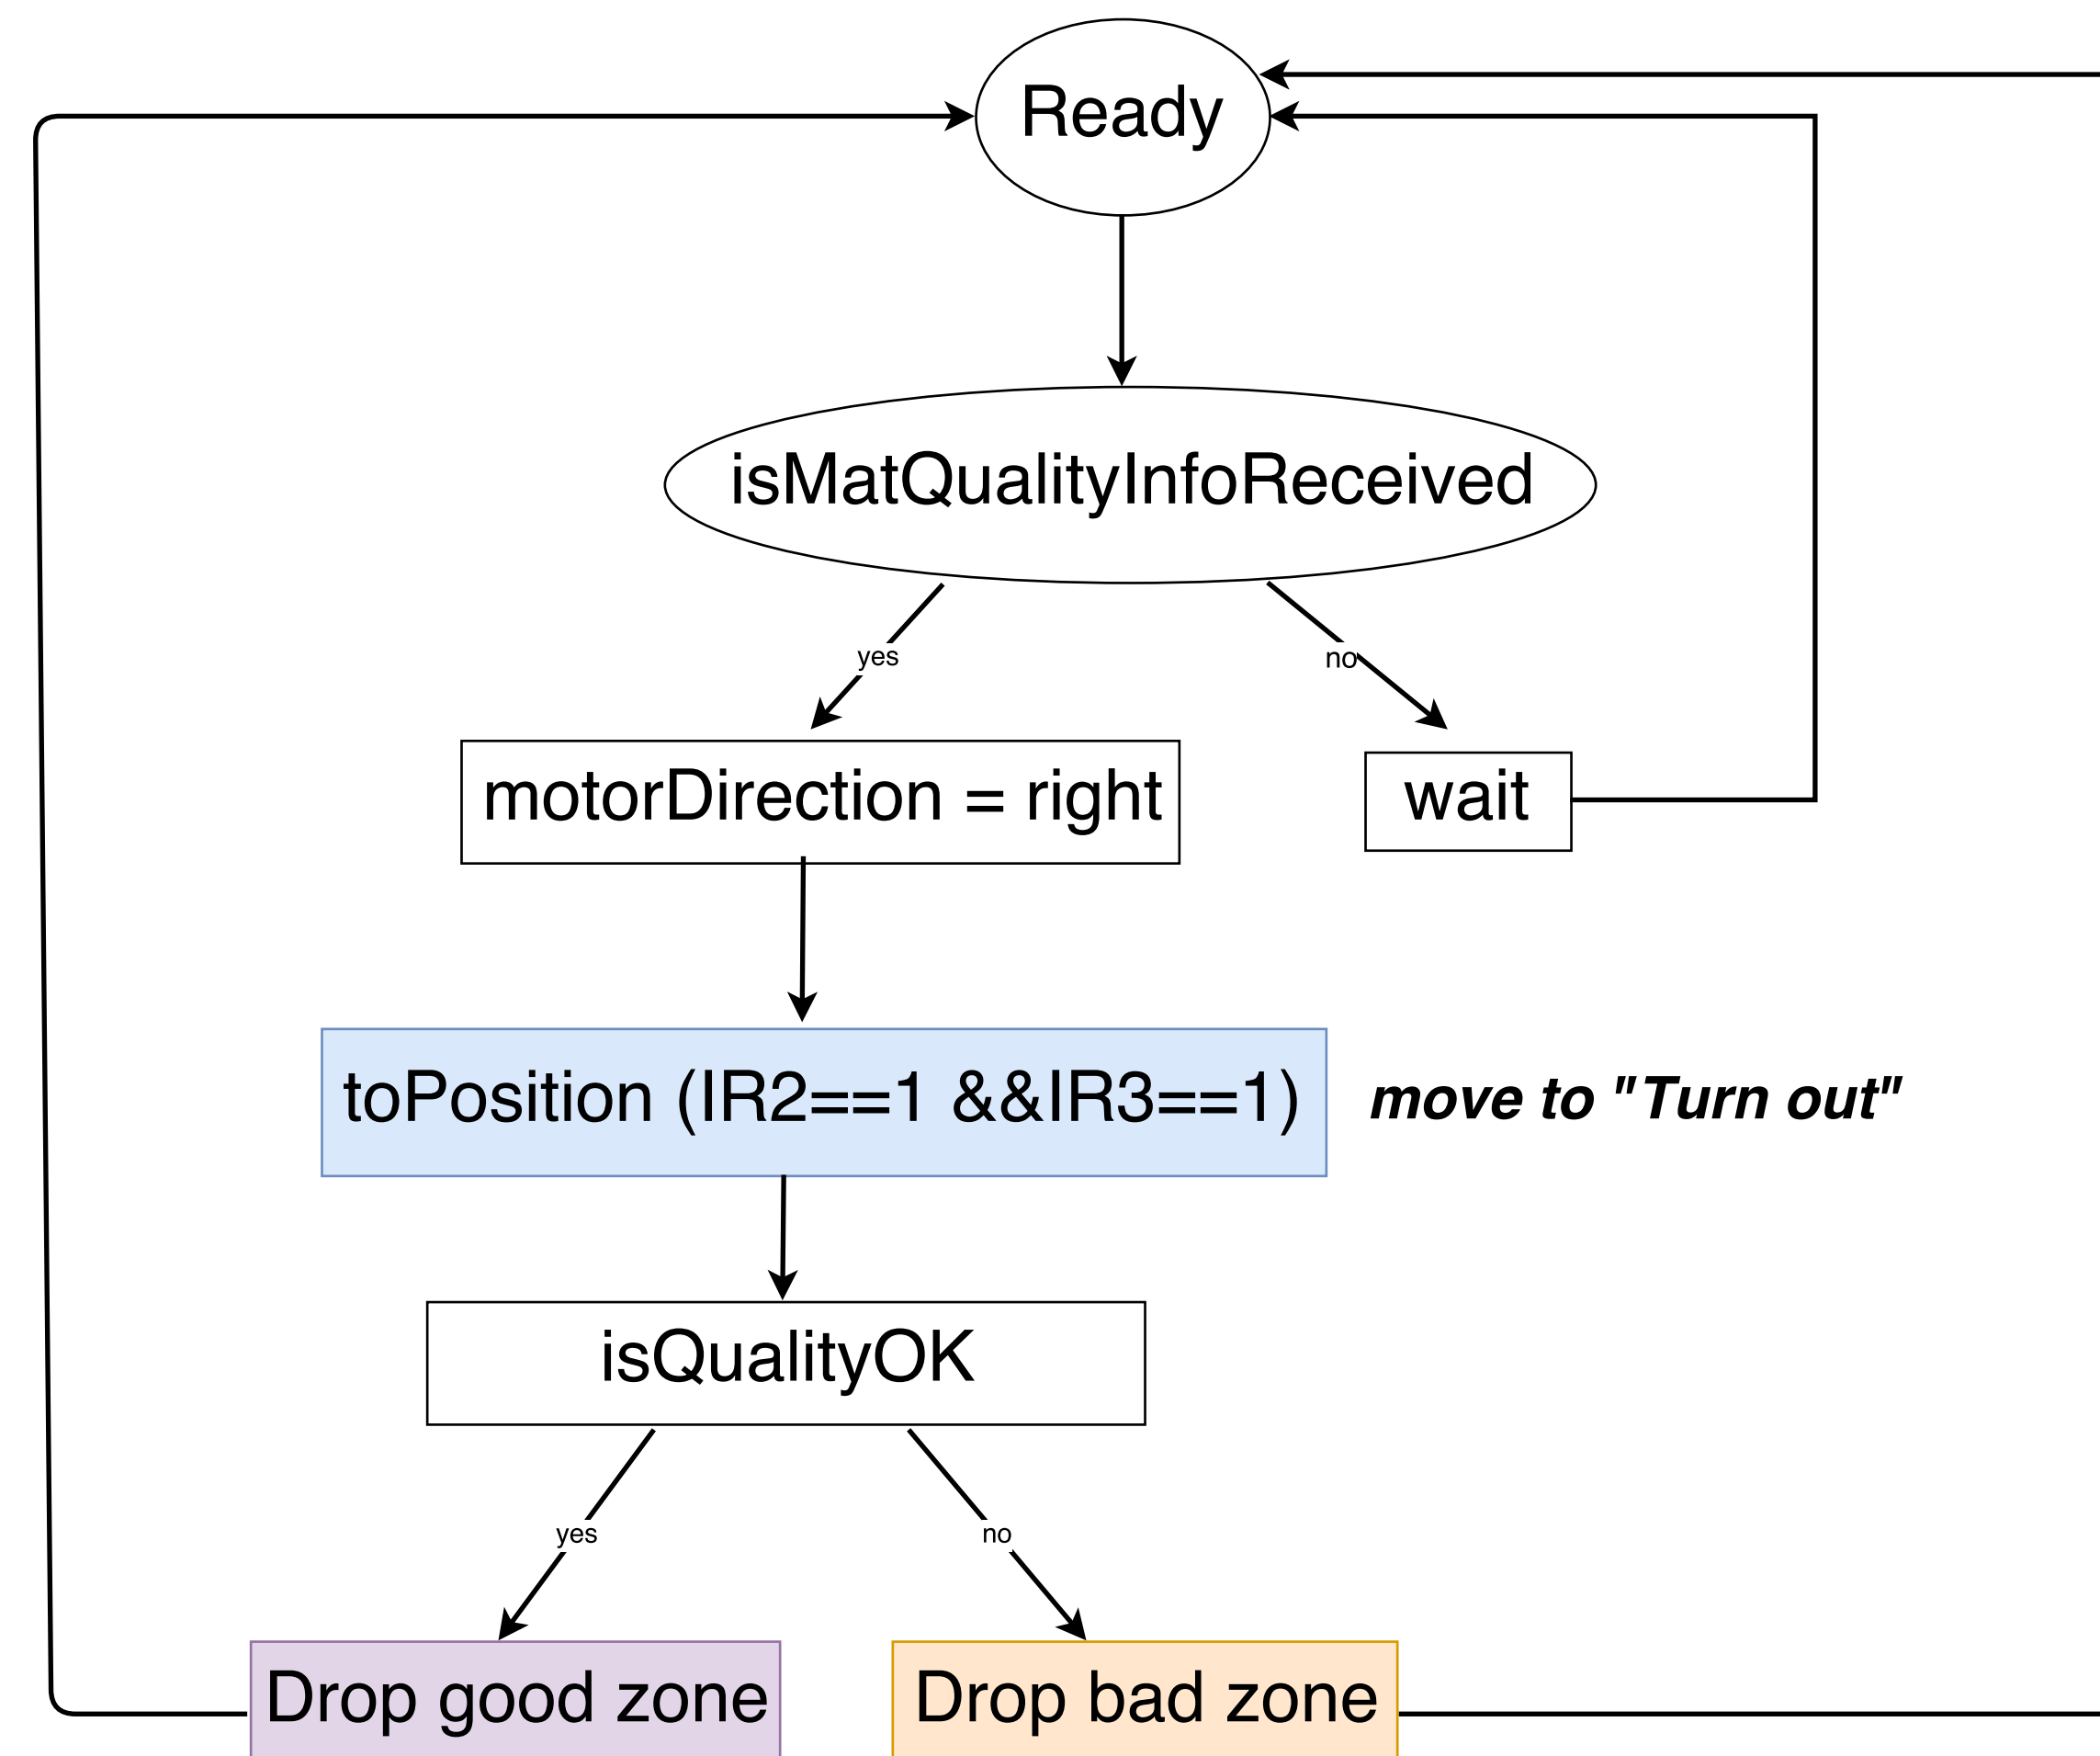 Ready
isMatQualityInfoReceived
yes
no
motorDirection = right
wait
toPosition (IR2==1 &&IR3==1)
move to "Turn out"
isQualityOK
yes
no
Drop good zone
Drop bad zone